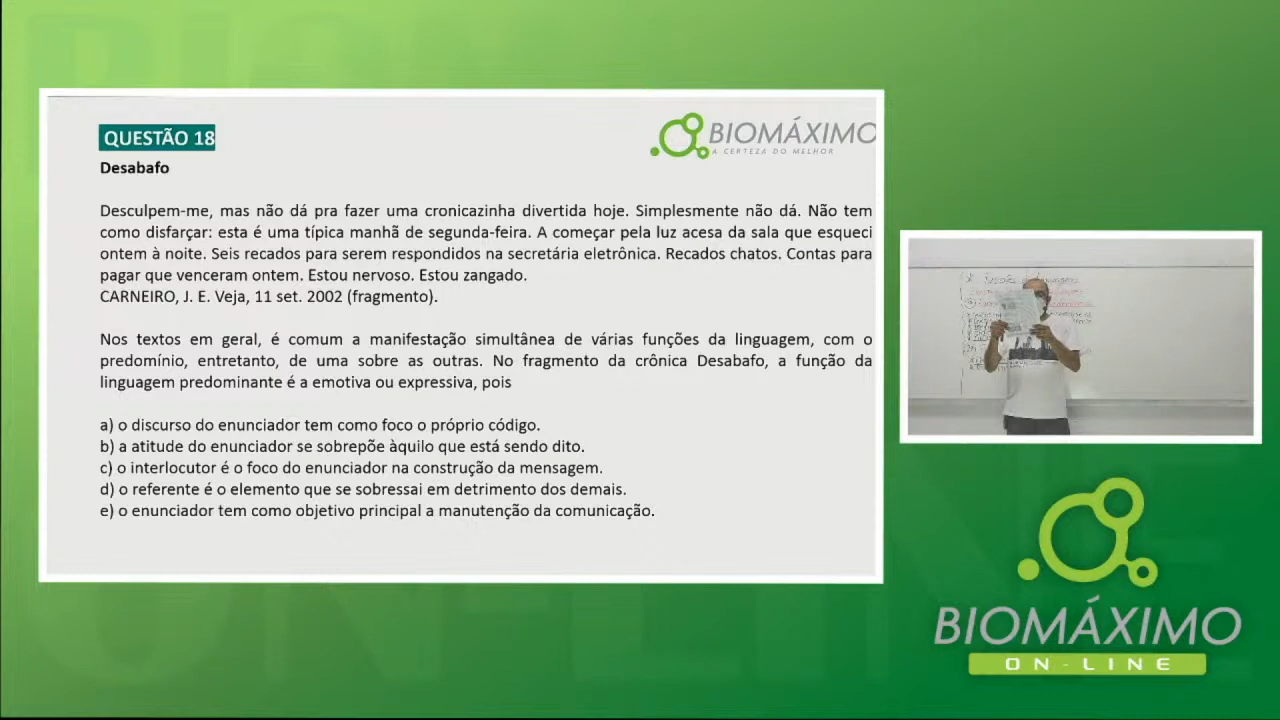 QUESTÃO 18
BIOMÁXIMO
A CERTEZA DO MELHOR
Desabafo
Desculpem-me, mas não dá pra fazer uma cronicazinha divertida hoje. Simplesmente não dá. Não tem
como disfarçar: esta é uma típica manhã de segunda-feira. A começar pela luz acesa da sala que esqueci
ontem à noite. Seis recados para serem respondidos na secretária eletrônica. Recados chatos. Contas para
pagar que venceram ontem. Estou nervoso. Estou zangado.
CARNEIRO, J. E. Veja, 11 set. 2002 (fragmento).
Nos textos em geral, é comum a manifestação simultânea de várias funções da linguagem, com o
predomínio, entretanto, de uma sobre as outras. No fragmento da crônica Desabafo, a função da
linguagem predominante é a emotiva ou expressiva, pois
a) o discurso do enunciador tem como foco o próprio código.
b) a atitude do enunciador se sobrepõe àquilo que está sendo dito.
c) o interlocutor é o foco do enunciador na construção da mensagem.
d) o referente é o elemento que se sobressai em detrimento dos demais.
e) o enunciador tem como objetivo principal a manutenção da comunicação.
BIOMÁXIMO
ON-LINE